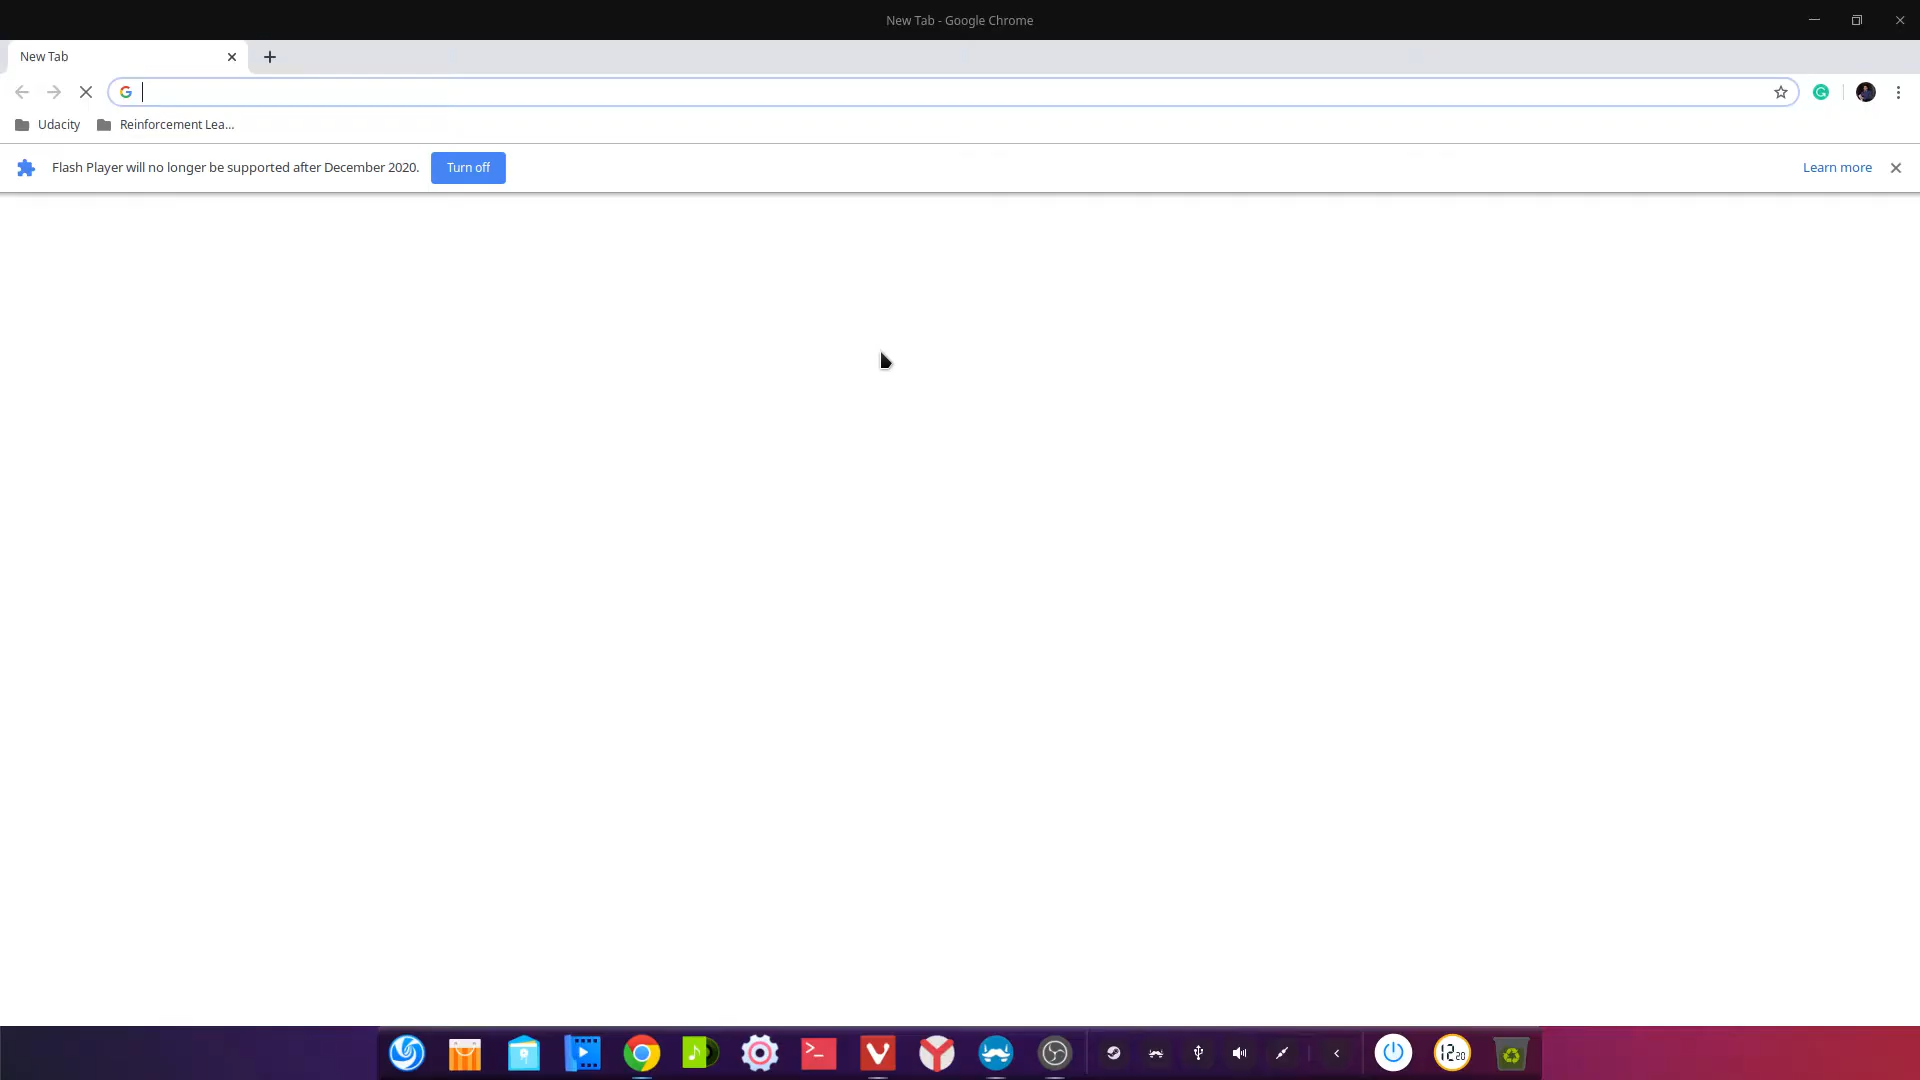 New Tab - Google Chrome
New Tab
Udacity
Reinforcement Lea...
Flash Player will no longer be supported after December 2020.
Turn off
Learn more
12 20